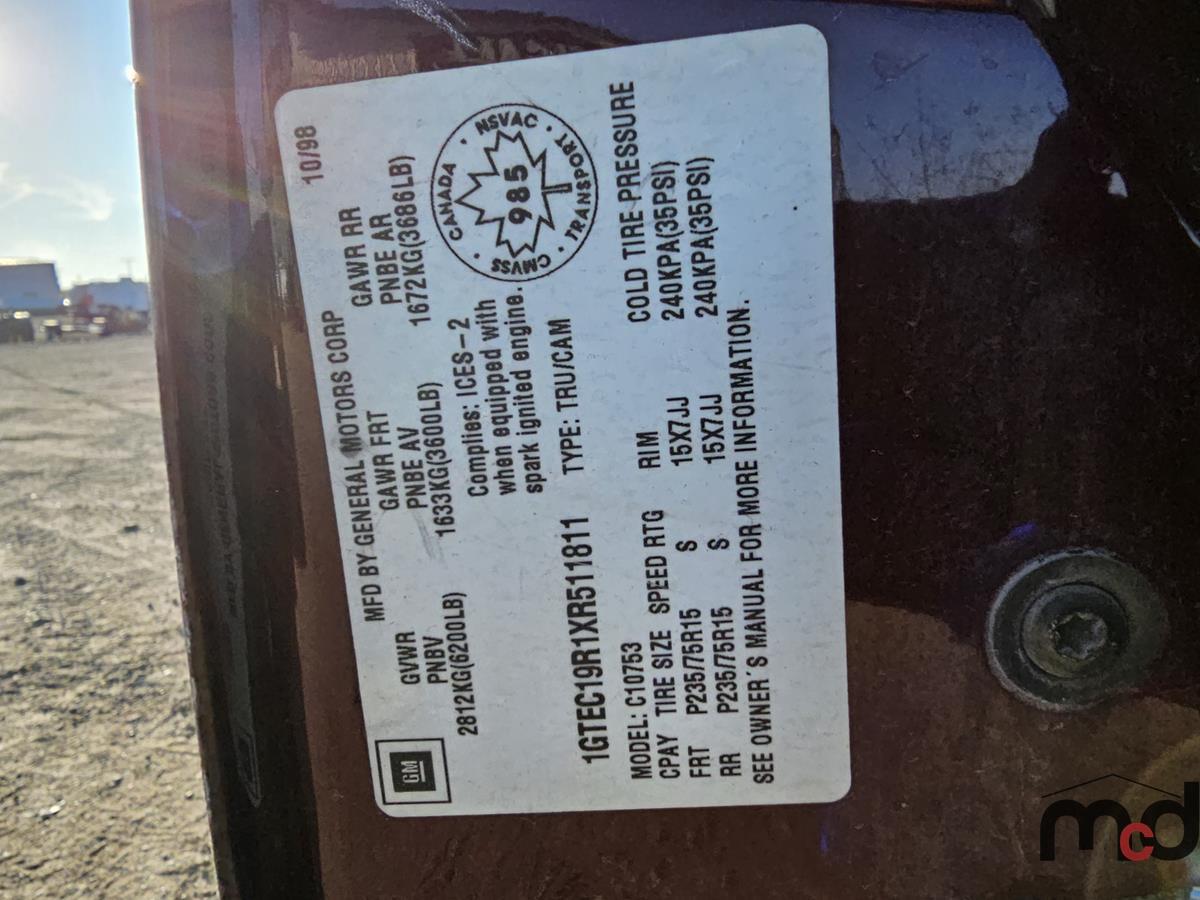 10/98
MFD BY GENERAL MOTORS CORP
GVWR GAWR FRT GAWR RR
PNBV PNBE AV PNBE AR
2812KG(6200LB) 1633KG(3600LB) 1672KG(3686LB)
GM
Complies: ICES-2
when equipped with
spark ignited engine.
CANADA · NSVAC · TRANSPORT · CMVSS ·
985
1GTEC19R1XR511811 TYPE: TRU/CAM
MODEL: C10753
CPAY TIRE SIZE SPEED RTG RIM COLD TIRE PRESSURE
FRT P235/75R15 S 15X7JJ 240KPA(35PSI)
RR P235/75R15 S 15X7JJ 240KPA(35PSI)
SEE OWNER'S MANUAL FOR MORE INFORMATION.
mcd